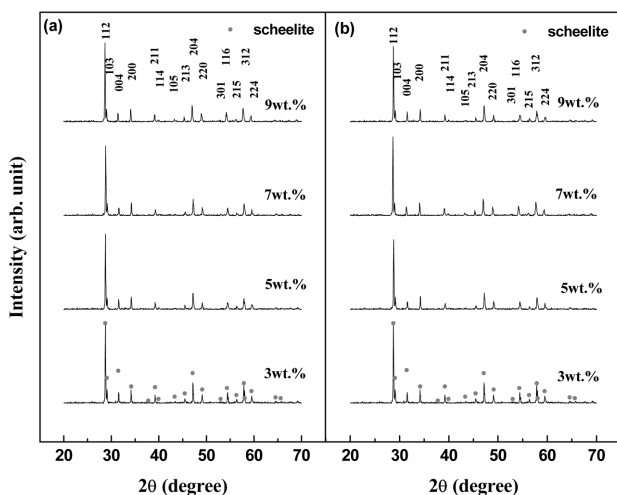 (a)
scheelite
112
103
004
200
211
114
105
213
204
220
301
116
215
312
224
9wt.%
7wt.%
5wt.%
3wt.%
20 30 40 50 60 70
2θ (degree)
(b)
scheelite
112
103
004
200
211
114
105
213
204
220
301
116
215
312
224
9wt.%
7wt.%
5wt.%
3wt.%
20 30 40 50 60 70
2θ (degree)
Intensity (arb. unit)